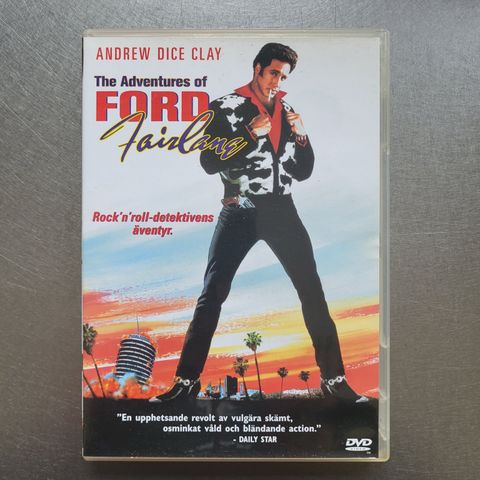 ANDREW DICE CLAY
The Adventures of
FORD
Fairlane
Rock'n'roll-detektivens
äventyr.
"En upphetsande revolt av vulgära skämt,
osminkat våld och bländande action."
- DAILY STAR
DVD
VIDEO